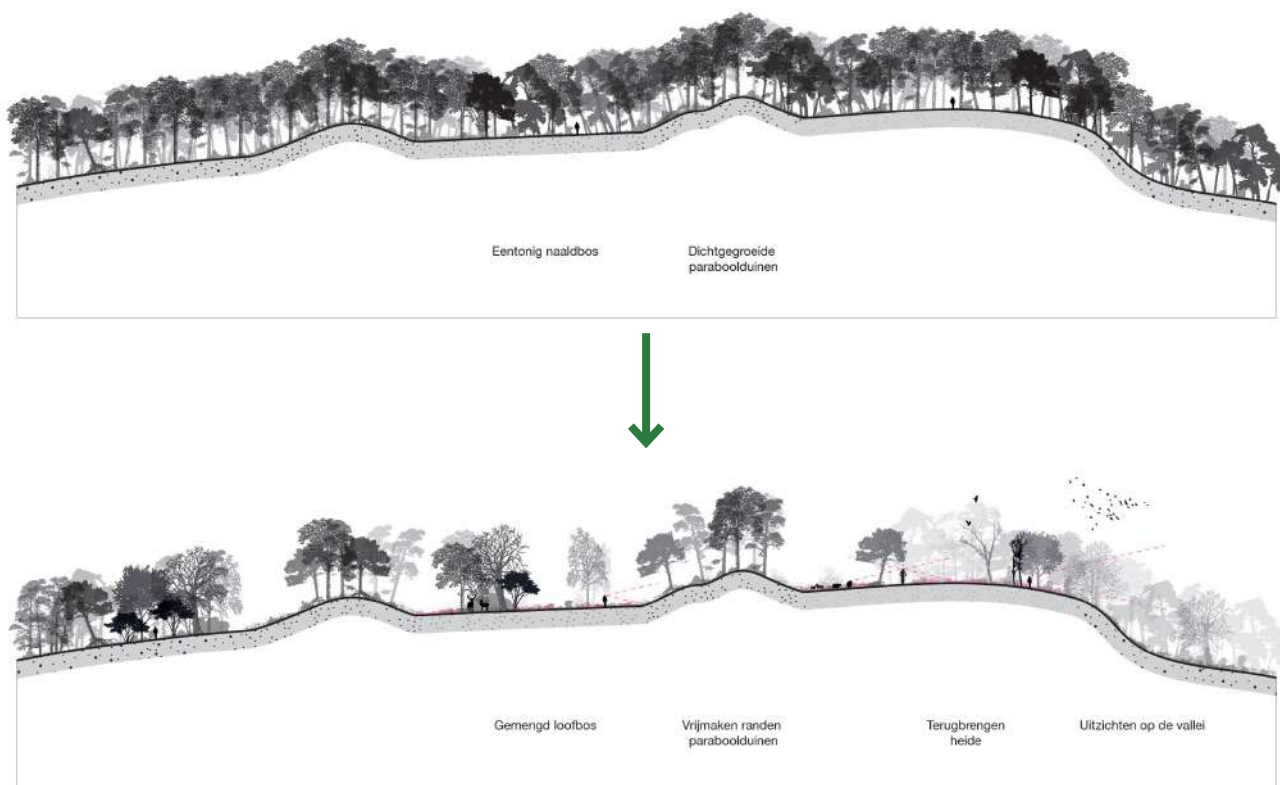 Eentonig naaldbos
Dichtgegroeide
paraboolduinen
Gemengd loofbos
Vrijmaken randen
paraboolduinen
Terugbrengen
heide
Uitzichten op de vallei